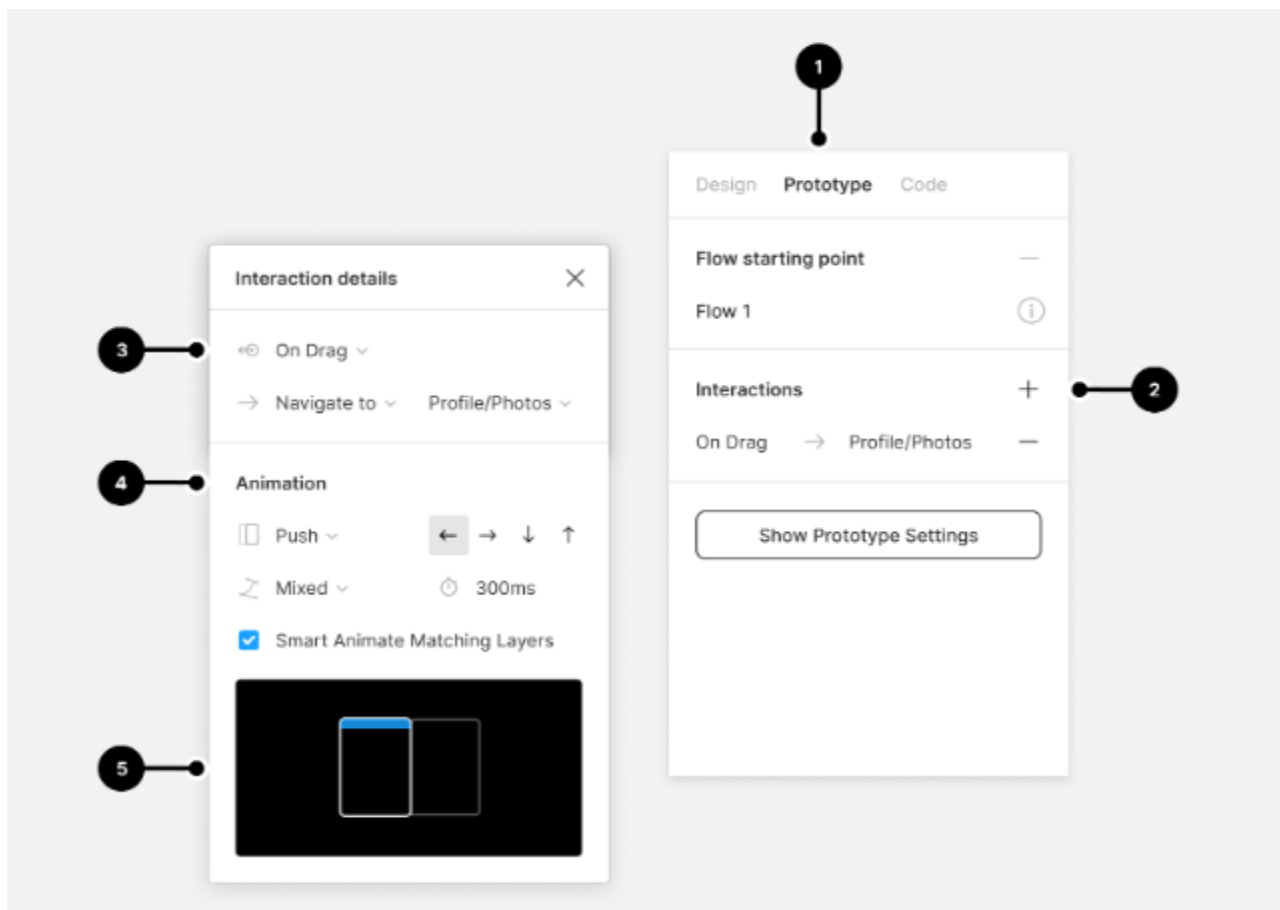 1
Design Prototype Code
Flow starting point
Flow 1
Interactions
2
On Drag Profile/Photos
Show Prototype Settings
Interaction details
3
On Drag
Navigate to Profile/Photos
4
Animation
Push
Mixed 300ms
Smart Animate Matching Layers
5